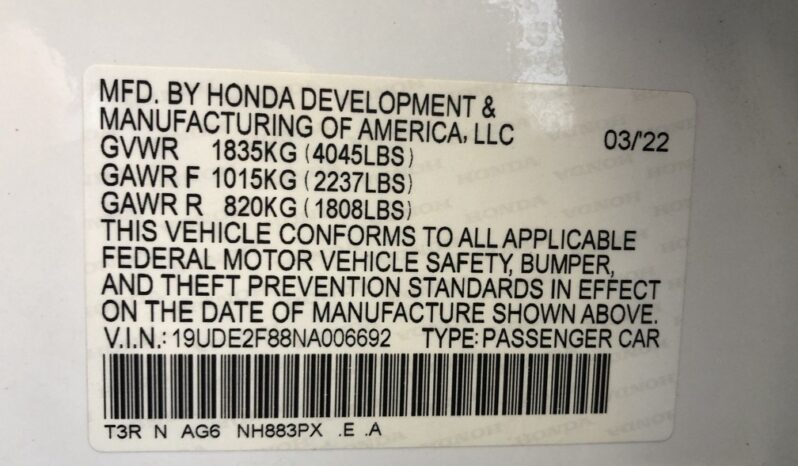 MFD. BY HONDA DEVELOPMENT &
MANUFACTURING OF AMERICA, LLC 03/'22
GVWR 1835KG (4045LBS)
GAWR F 1015KG (2237LBS)
GAWR R 820KG (1808LBS)
THIS VEHICLE CONFORMS TO ALL APPLICABLE
FEDERAL MOTOR VEHICLE SAFETY, BUMPER,
AND THEFT PREVENTION STANDARDS IN EFFECT
ON THE DATE OF MANUFACTURE SHOWN ABOVE.
V.I.N.: 19UDE2F88NA006692 TYPE: PASSENGER CAR
T3R N AG6 NH883PX .E .A